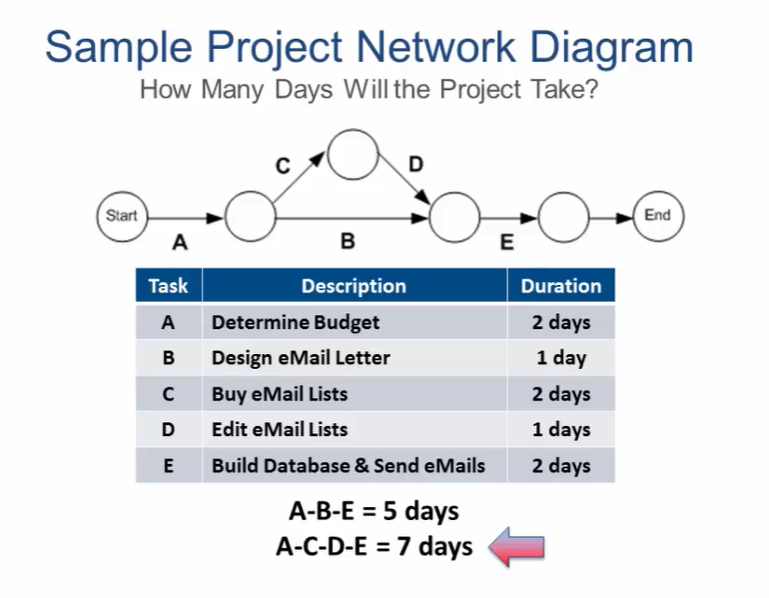 Sample Project Network Diagram
How Many Days Will the Project Take?
C
D
Start
End
A
B
E
Task Description Duration
A Determine Budget 2 days
B Design eMail Letter 1 day
C Buy eMail Lists 2 days
D Edit eMail Lists 1 days
E Build Database & Send eMails 2 days
A-B-E = 5 days
A-C-D-E = 7 days